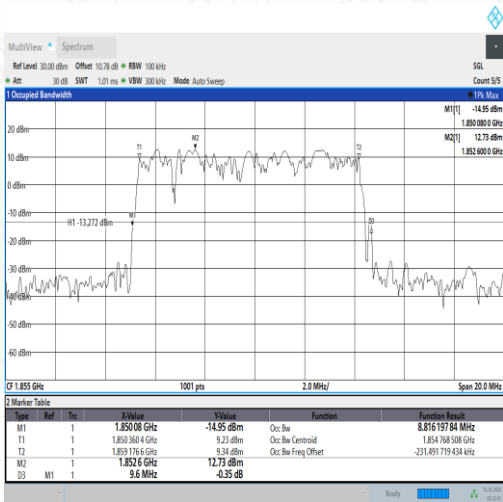 MultiView Spectrum
Ref Level 30.00 dBm Offset 10.78 dB RBW 100 kHz SGL
Att 30 dB SWT 1.01 ms VBW 300 kHz Mode Auto Sweep Count 5/5
1 Occupied Bandwidth 1Pk Max
M1[1] -14.95 dBm
1.850 080 0 GHz
M2[1] 12.73 dBm
1.852 600 0 GHz
20 dBm
T1 M2 T2
10 dBm
0 dBm
-10 dBm
H1 -13.272 dBm M1 D3
-20 dBm
-30 dBm
-40 dBm
-50 dBm
-60 dBm
CF 1.855 GHz 1001 pts 2.0 MHz/ Span 20.0 MHz
2 Marker Table
Type Ref Trc X-Value Y-Value Function Function Result
M1 1 1.85008 GHz -14.95 dBm Occ Bw 8.816 197 84 MHz
T1 1 1.850 360 4 GHz 9.23 dBm Occ Bw Centroid 1.854 768 508 GHz
T2 1 1.859 176 6 GHz 9.34 dBm Occ Bw Freq Offset -231.491 719 434 kHz
M2 1 1.852 6 GHz 12.73 dBm
D3 M1 1 9.6 MHz -0.35 dB
Ready